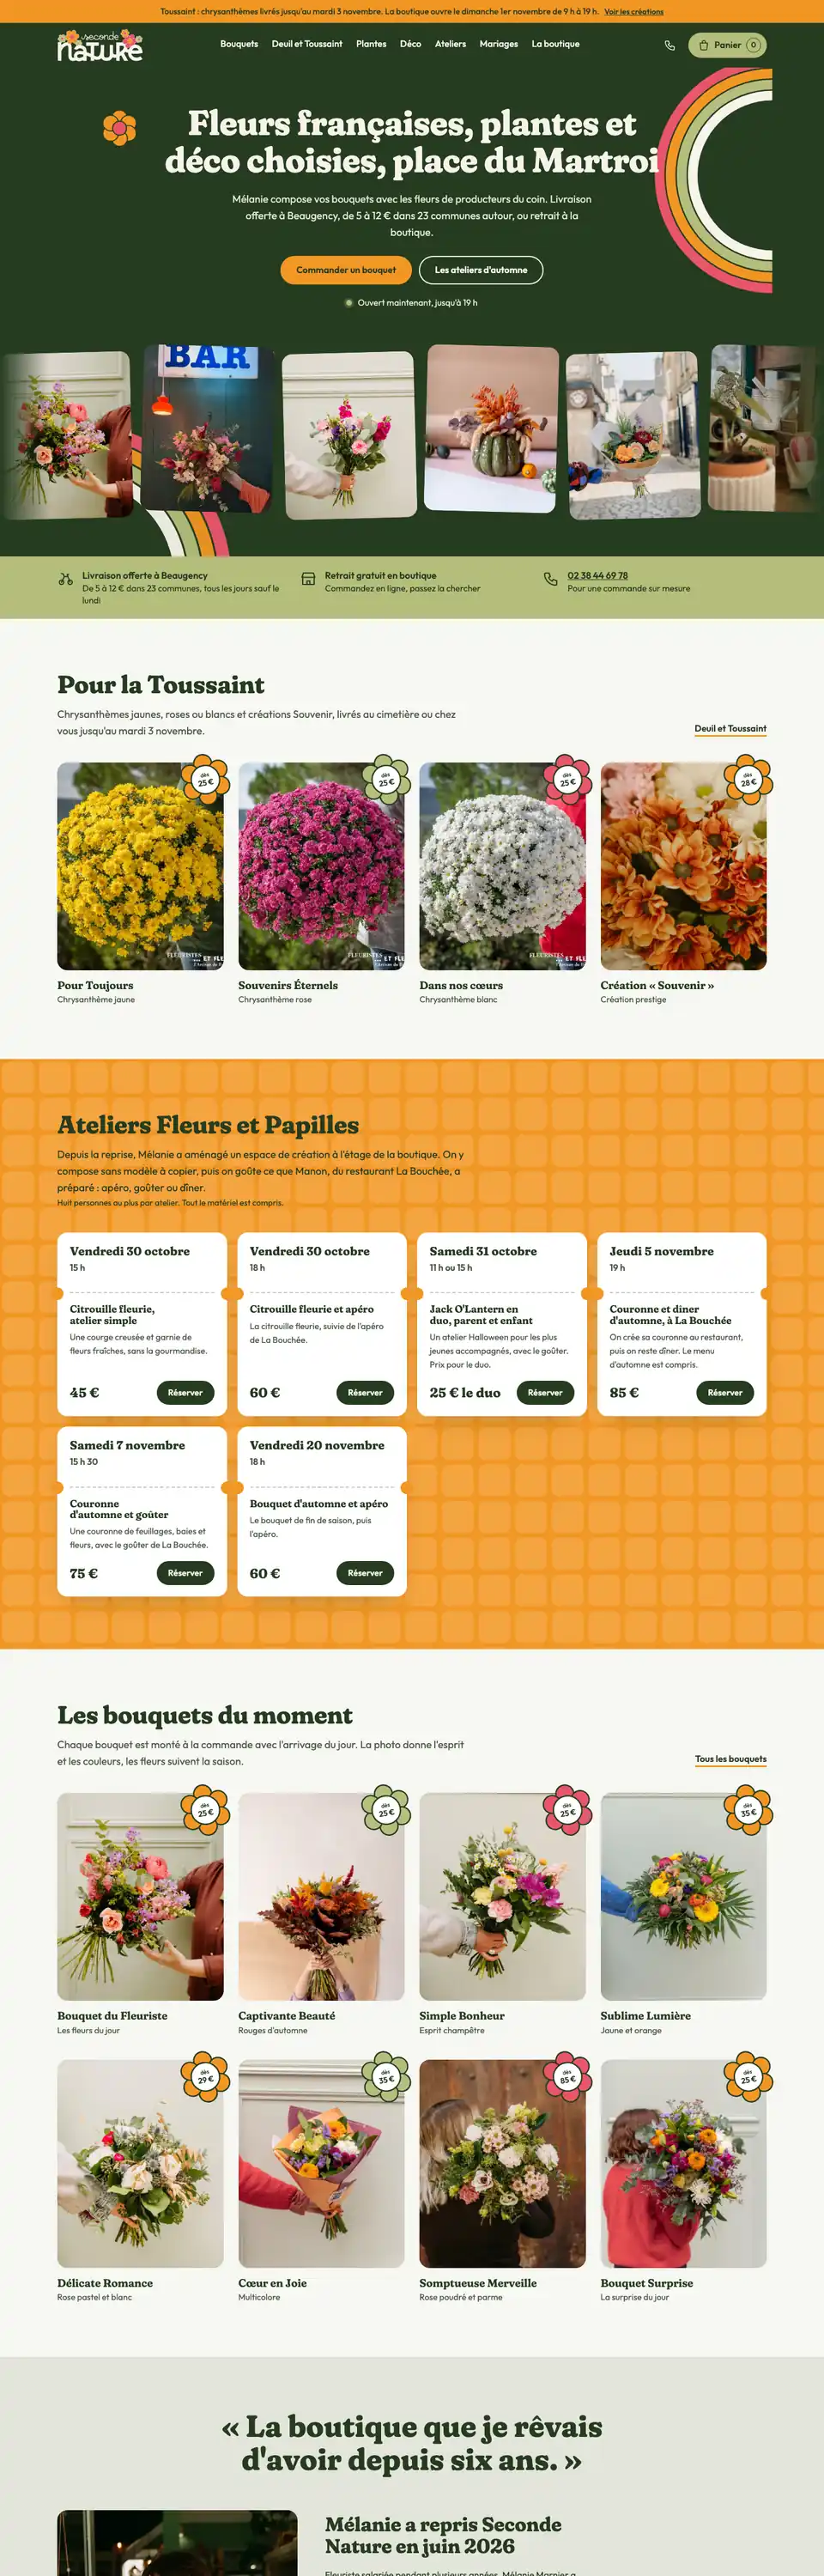 Toussaint : chrysanthèmes livrés jusqu'au mardi 3 novembre. La boutique ouvre le dimanche 1er novembre de 9 h à 19 h. Voir les créations
seconde
nature
Bouquets Deuil et Toussaint Plantes Déco Ateliers Mariages La boutique
Panier 0
Fleurs françaises, plantes et
déco choisies, place du Martroi
Mélanie compose vos bouquets avec les fleurs de producteurs du coin. Livraison
offerte à Beaugency, de 5 à 12 € dans 23 communes autour, ou retrait à la
boutique.
Commander un bouquet
Les ateliers d'automne
Ouvert maintenant, jusqu'à 19 h
BAR
Livraison offerte à Beaugency
De 5 à 12 € dans 23 communes, tous les jours sauf le
lundi
Retrait gratuit en boutique
Commandez en ligne, passez la chercher
02 38 44 69 78
Pour une commande sur mesure
Pour la Toussaint
Chrysanthèmes jaunes, roses ou blancs et créations Souvenir, livrés au cimetière ou chez
vous jusqu'au mardi 3 novembre.
Deuil et Toussaint
dès
25 €
dès
25 €
dès
25 €
dès
28 €
FLEURISTES
ET FLE
FLEURISTES
ET FLE
FLEURISTES
ET FLE
Pour Toujours
Chrysanthème jaune
Souvenirs Éternels
Chrysanthème rose
Dans nos cœurs
Chrysanthème blanc
Création « Souvenir »
Création prestige
Ateliers Fleurs et Papilles
Depuis la reprise, Mélanie a aménagé un espace de création à l'étage de la boutique. On y
compose sans modèle à copier, puis on goûte ce que Manon, du restaurant La Bouchée, a
préparé : apéro, goûter ou dîner.
Huit personnes au plus par atelier. Tout le matériel est compris.
Vendredi 30 octobre
15 h
Citrouille fleurie,
atelier simple
Une courge creusée et garnie de
fleurs fraîches, sans la gourmandise.
45 €
Réserver
Vendredi 30 octobre
18 h
Citrouille fleurie et apéro
La citrouille fleurie, suivie de l'apéro
de La Bouchée.
60 €
Réserver
Samedi 31 octobre
11 h ou 15 h
Jack O'Lantern en
duo, parent et enfant
Un atelier Halloween pour les plus
jeunes accompagnés, avec le goûter.
Prix pour le duo.
25 € le duo
Réserver
Jeudi 5 novembre
19 h
Couronne et dîner
d'automne, à La Bouchée
On crée sa couronne au restaurant,
puis on reste dîner. Le menu
d'automne est compris.
85 €
Réserver
Samedi 7 novembre
15 h 30
Couronne
d'automne et goûter
Une couronne de feuillages, baies et
fleurs, avec le goûter de La Bouchée.
75 €
Réserver
Vendredi 20 novembre
18 h
Bouquet d'automne et apéro
Le bouquet de fin de saison, puis
l'apéro.
60 €
Réserver
Les bouquets du moment
Chaque bouquet est monté à la commande avec l'arrivage du jour. La photo donne l'esprit
et les couleurs, les fleurs suivent la saison.
Tous les bouquets
dès
25 €
dès
25 €
dès
25 €
dès
35 €
Bouquet du Fleuriste
Les fleurs du jour
Captivante Beauté
Rouges d'automne
Simple Bonheur
Esprit champêtre
Sublime Lumière
Jaune et orange
dès
29 €
dès
35 €
dès
85 €
dès
25 €
Délicate Romance
Rose pastel et blanc
Cœur en Joie
Multicolore
Somptueuse Merveille
Rose poudré et parme
Bouquet Surprise
La surprise du jour
« La boutique que je rêvais
d'avoir depuis six ans. »
Mélanie a repris Seconde
Nature en juin 2026